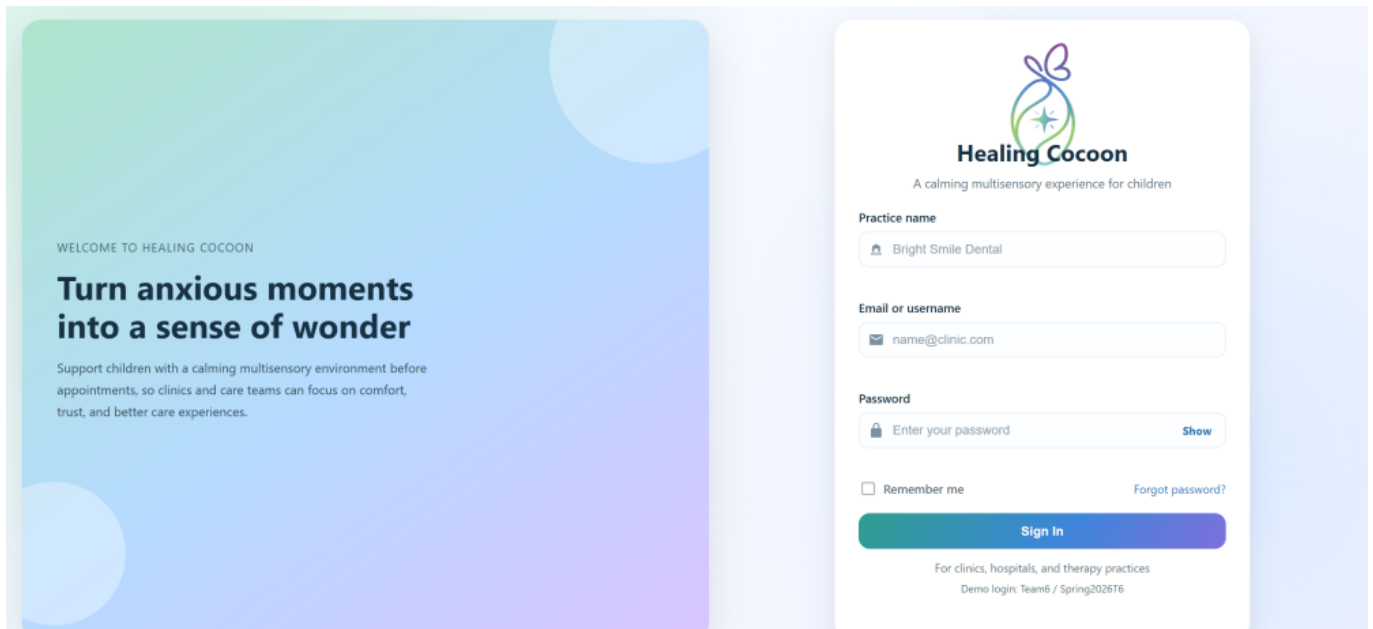 WELCOME TO HEALING COCOON
Turn anxious moments
into a sense of wonder
Support children with a calming multisensory environment before
appointments, so clinics and care teams can focus on comfort,
trust, and better care experiences.
Healing Cocoon
A calming multisensory experience for children
Practice name
Bright Smile Dental
Email or username
name@clinic.com
Password
Enter your password
Show
Remember me
Forgot password?
Sign In
For clinics, hospitals, and therapy practices
Demo login: Team6 / Spring2026T6